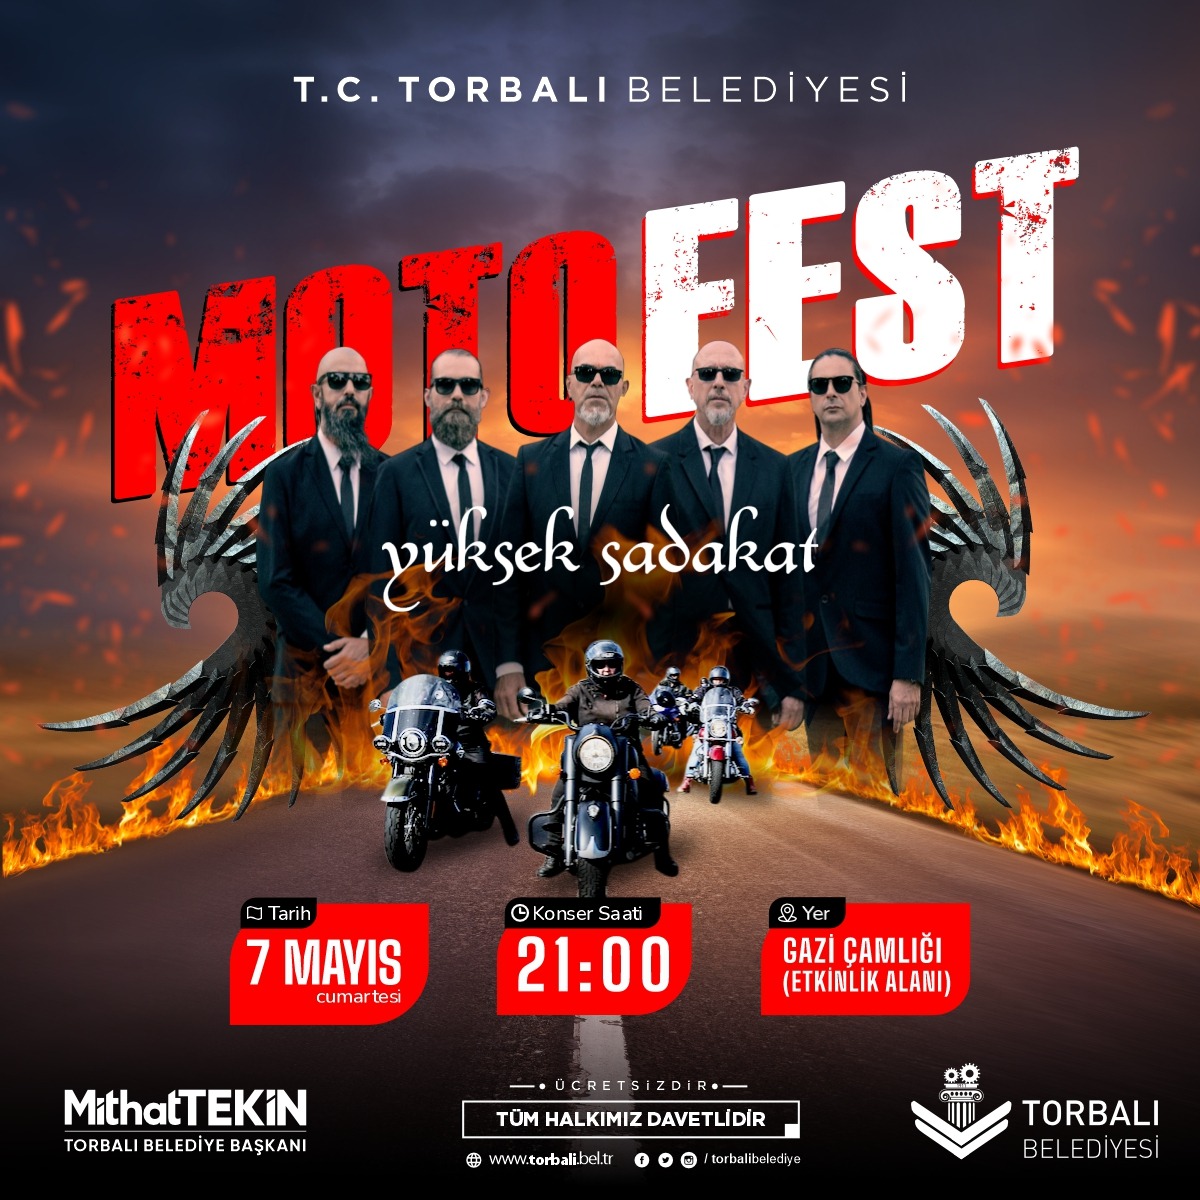 T.C. TORBALI BELEDİYESİ
MOTOFEST
yüksek sadakat
Tarih
7 MAYIS
cumartesi
Konser Saati
21:00
Yer
GAZİ ÇAMLIĞI
(ETKİNLİK ALANI)
MithatTEKİN
TORBALI BELEDİYE BAŞKANI
ÜCRETSİZDİR
TÜM HALKIMIZ DAVETLİDİR
www.torbali.bel.tr
/ torbalibelediye
TORBALI
BELEDİYESİ